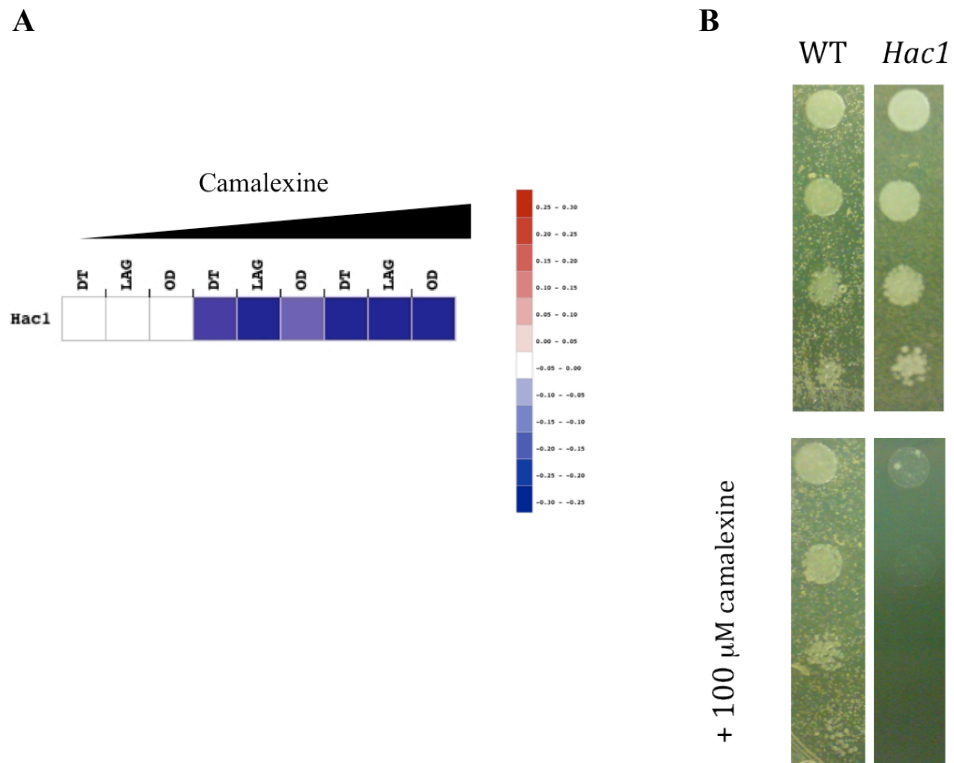 A
B
WT Hac1
Camalexine
DT LAG OD DT LAG OD DT LAG OD
Hac1
0.25 - 0.30
0.20 - 0.25
0.15 - 0.20
0.10 - 0.15
0.05 - 0.10
0.00 - 0.05
-0.05 - 0.00
-0.10 - -0.05
-0.15 - -0.10
-0.20 - -0.15
-0.25 - -0.20
-0.30 - -0.25
+ 100 µM camalexine